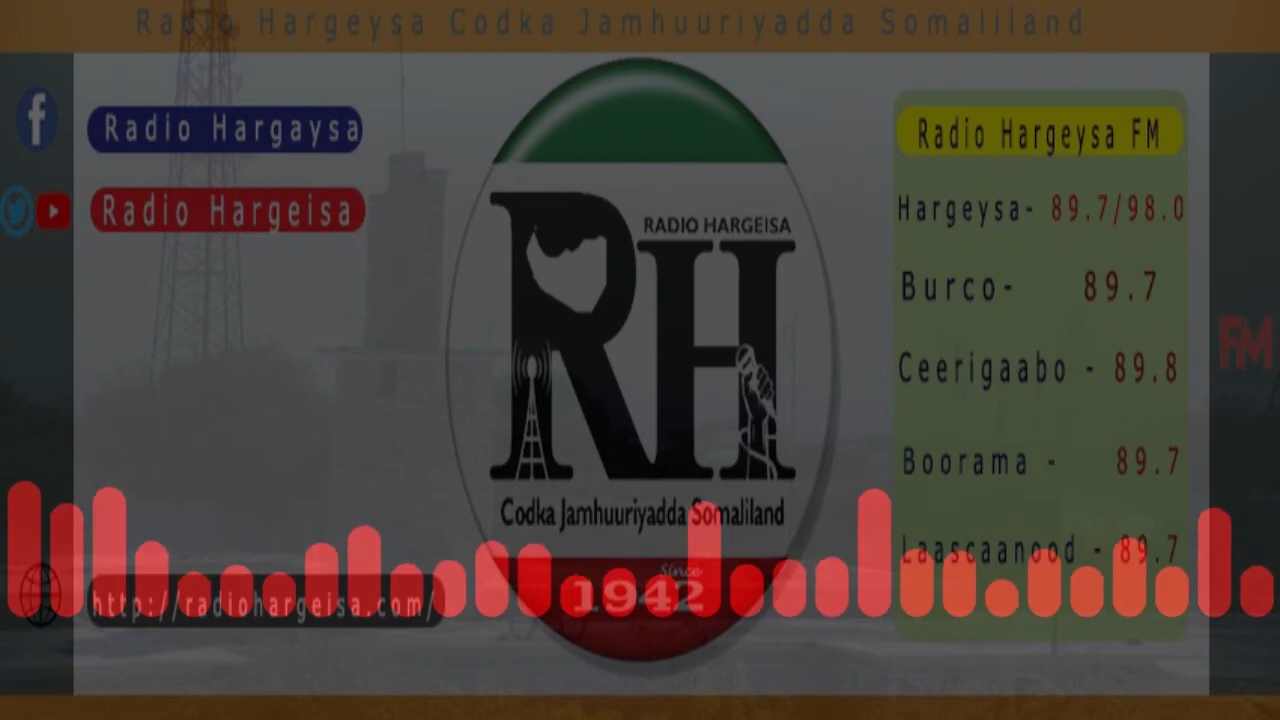 Radio Hargeysa Codka Jamhuuriyadda Somaliland
Radio Hargaysa
Radio Hargeisa
http://radiohargeisa.com/
RADIO HARGEISA
RH
Codka Jamhuuriyadda Somaliland
Since
1942
Radio Hargeysa FM
Hargeysa- 89.7/98.0
Burco- 89.7
Ceerigaabo - 89.8
Boorama - 89.7
Laascaanood - 89.7
FM